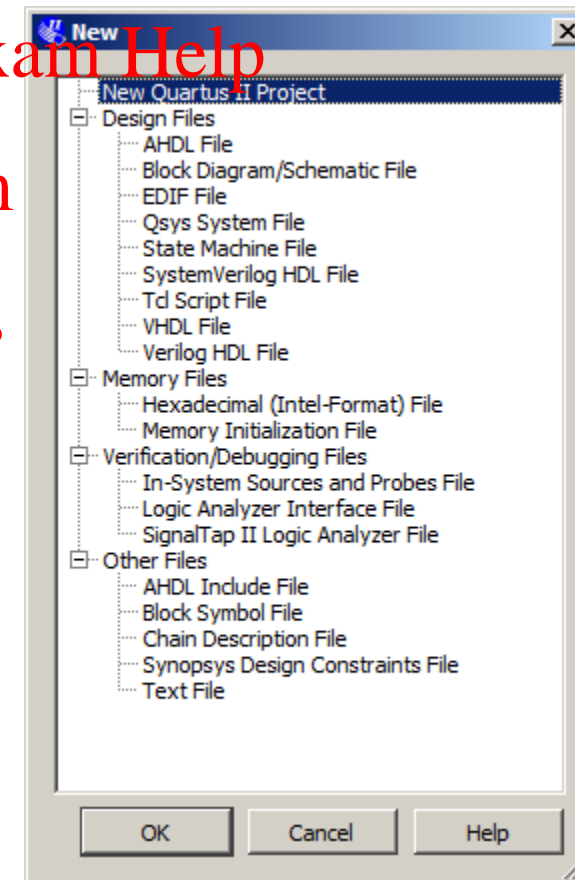 New
am Help
New Quartus II Project
Design Files
AHDL File
Block Diagram/Schematic File
EDIF File
Qsys System File
State Machine File
SystemVerilog HDL File
Tcl Script File
VHDL File
Verilog HDL File
Memory Files
Hexadecimal (Intel-Format) File
Memory Initialization File
Verification/Debugging Files
In-System Sources and Probes File
Logic Analyzer Interface File
SignalTap II Logic Analyzer File
Other Files
AHDL Include File
Block Symbol File
Chain Description File
Synopsys Design Constraints File
Text File
OK
Cancel
Help